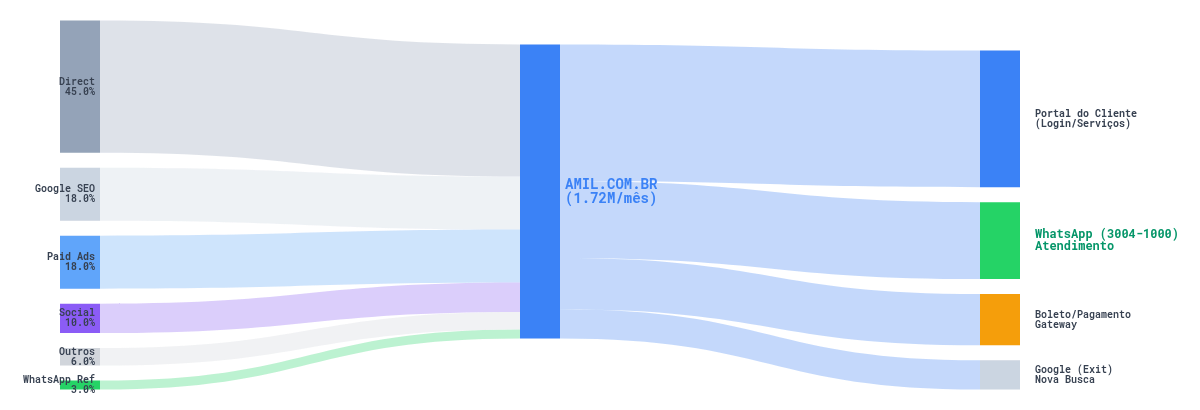 Direct
45.0%
Google SEO
18.0%
Paid Ads
18.0%
Social
10.0%
Outros
6.0%
WhatsApp Ref
3.0%
AMIL.COM.BR
(1.72M/mês)
Portal do Cliente
(Login/Serviços)
WhatsApp (3004-1000)
Atendimento
Boleto/Pagamento
Gateway
Google (Exit)
Nova Busca